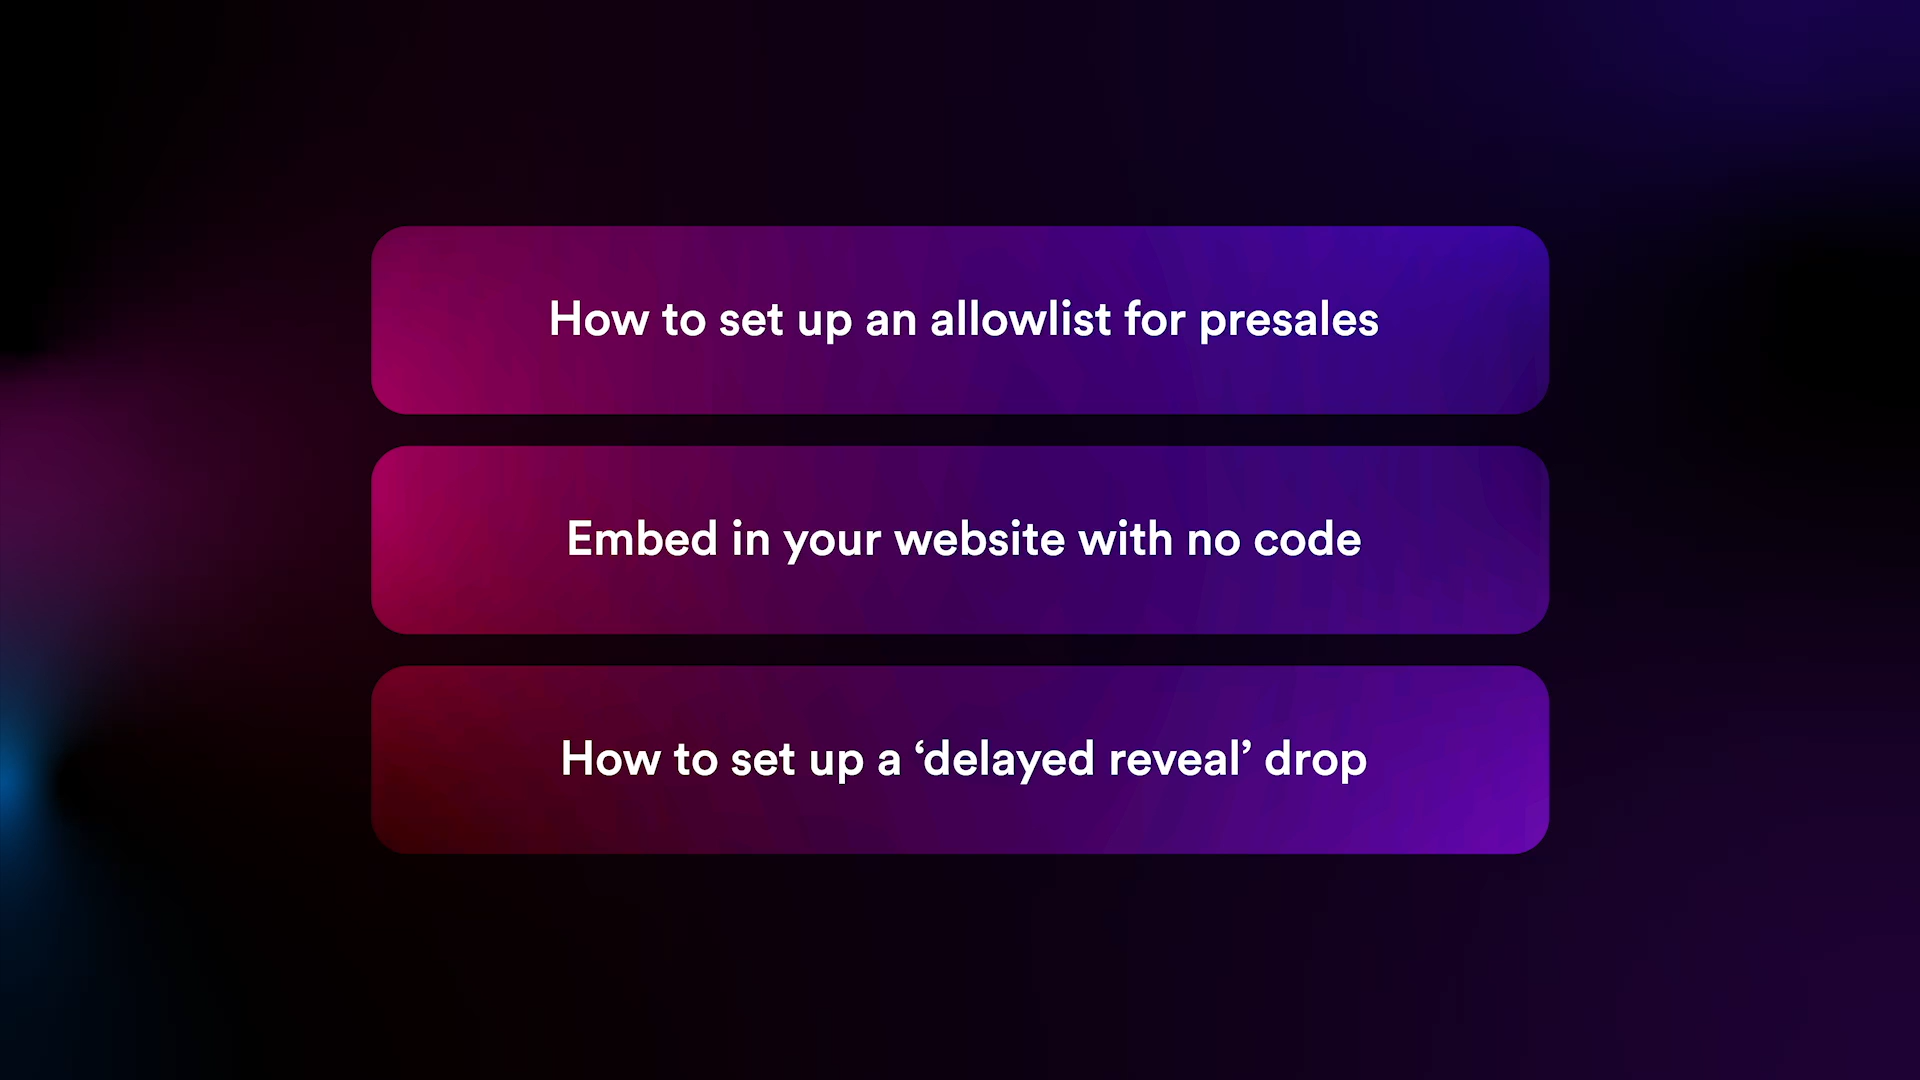 How to set up an allowlist for presales
Embed in your website with no code
How to set up a ‘delayed reveal’ drop